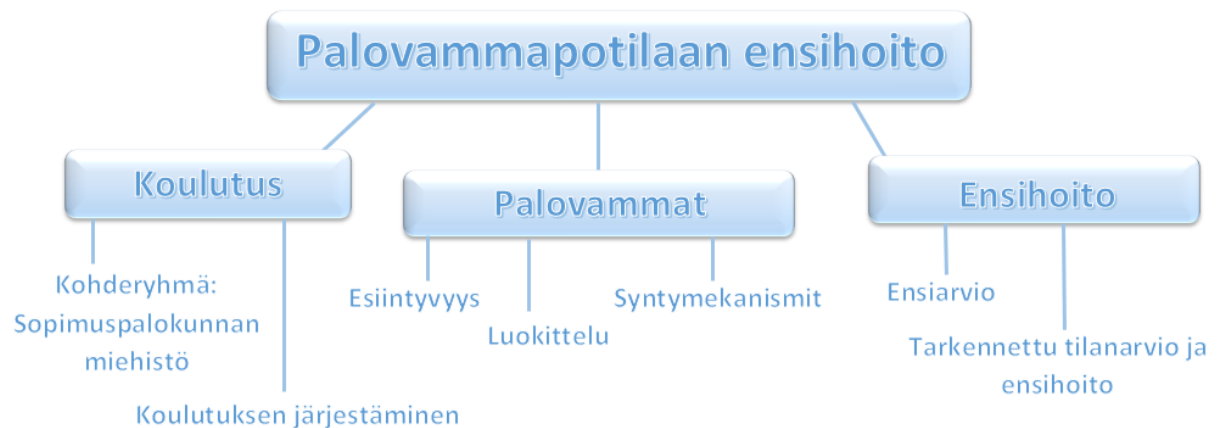 Palovammapotilaan ensihoito
Koulutus
Palovammat
Ensihoito
Kohderyhmä:
Sopimuspalokunnan
miehistö
Koulutuksen järjestäminen
Esiintyvyys
Luokittelu
Syntymekanismit
Ensiarvio
Tarkennettu tilanarvio ja
ensihoito